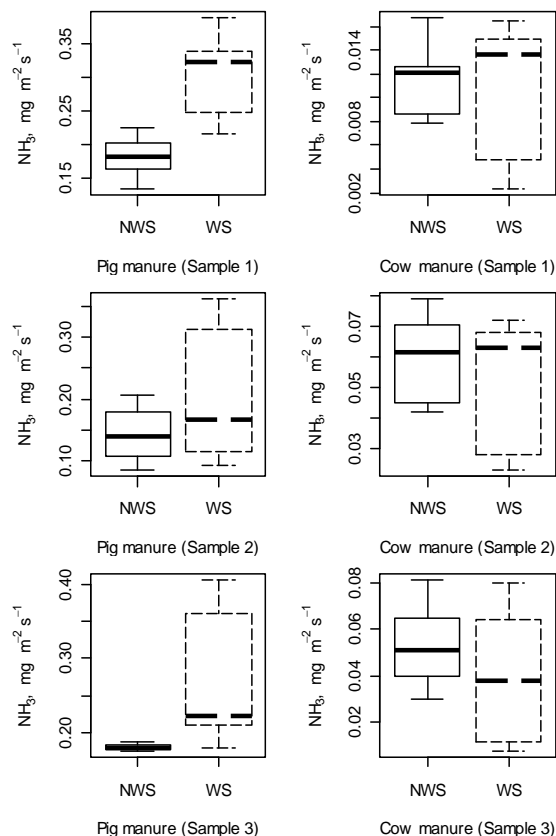 NH₃, mg m⁻² s⁻¹
0.15
0.25
0.35
NWS
WS
Pig manure (Sample 1)
NH₃, mg m⁻² s⁻¹
0.002
0.008
0.014
NWS
WS
Cow manure (Sample 1)
NH₃, mg m⁻² s⁻¹
0.10
0.20
0.30
NWS
WS
Pig manure (Sample 2)
NH₃, mg m⁻² s⁻¹
0.03
0.05
0.07
NWS
WS
Cow manure (Sample 2)
NH₃, mg m⁻² s⁻¹
0.20
0.30
0.40
NWS
WS
Pig manure (Sample 3)
NH₃, mg m⁻² s⁻¹
0.02
0.04
0.06
0.08
NWS
WS
Cow manure (Sample 3)